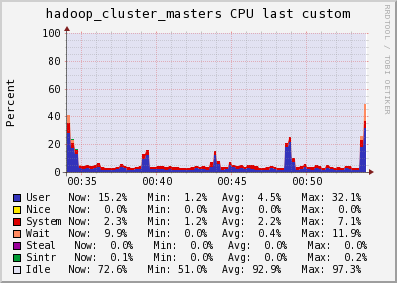 hadoop_cluster_masters CPU last custom
RRDTOOL / TOBI OETIKER
Percent
100
80
60
40
20
0
00:35 00:40 00:45 00:50
User Now: 15.2% Min: 1.2% Avg: 4.5% Max: 32.1%
Nice Now: 0.0% Min: 0.0% Avg: 0.0% Max: 0.0%
System Now: 2.3% Min: 1.2% Avg: 2.2% Max: 7.1%
Wait Now: 9.9% Min: 0.0% Avg: 0.4% Max: 11.9%
Steal Now: 0.0% Min: 0.0% Avg: 0.0% Max: 0.0%
Sintr Now: 0.1% Min: 0.0% Avg: 0.0% Max: 0.2%
Idle Now: 72.6% Min: 51.0% Avg: 92.9% Max: 97.3%